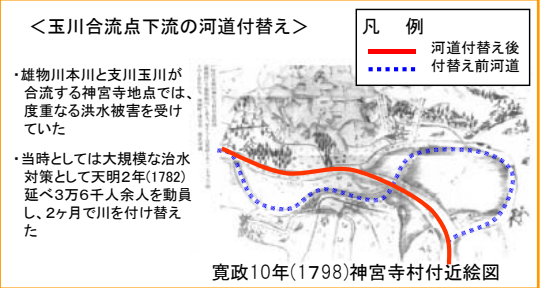 ＜玉川合流点下流の河道付替え＞
凡　例
河道付替え後
付替え前河道
・雄物川本川と支川玉川が
合流する神宮寺地点では、
度重なる洪水被害を受け
ていた
・当時としては大規模な治水
対策として天明２年(1782)
延べ３万６千人余人を動員
し、２ヶ月で川を付け替え
た
寛政10年(1798)神宮寺村付近絵図